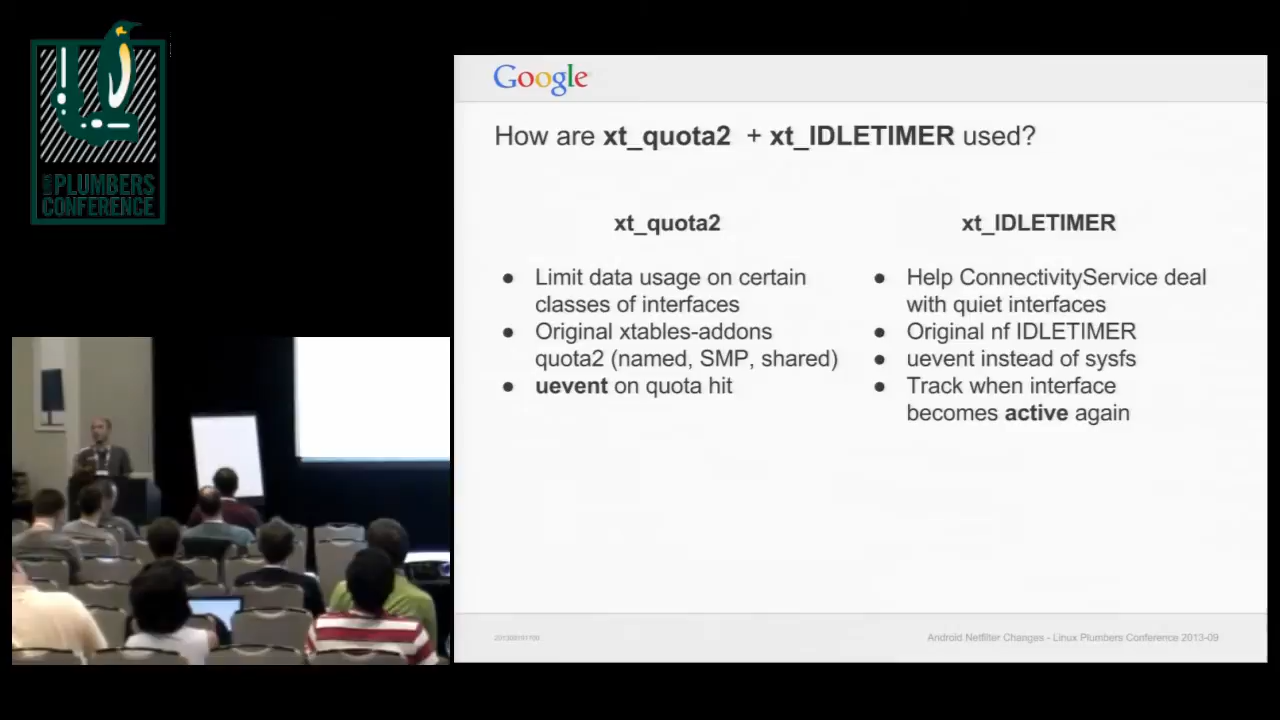 LINUX PLUMBERS
CONFERENCE
Google
How are xt_quota2 + xt_IDLETIMER used?
xt_quota2
● Limit data usage on certain
classes of interfaces
● Original xtables-addons
quota2 (named, SMP, shared)
● uevent on quota hit
xt_IDLETIMER
● Help ConnectivityService deal
with quiet interfaces
● Original nf IDLETIMER
● uevent instead of sysfs
● Track when interface
becomes active again
Android Netfilter Changes - Linux Plumbers Conference 2013-09